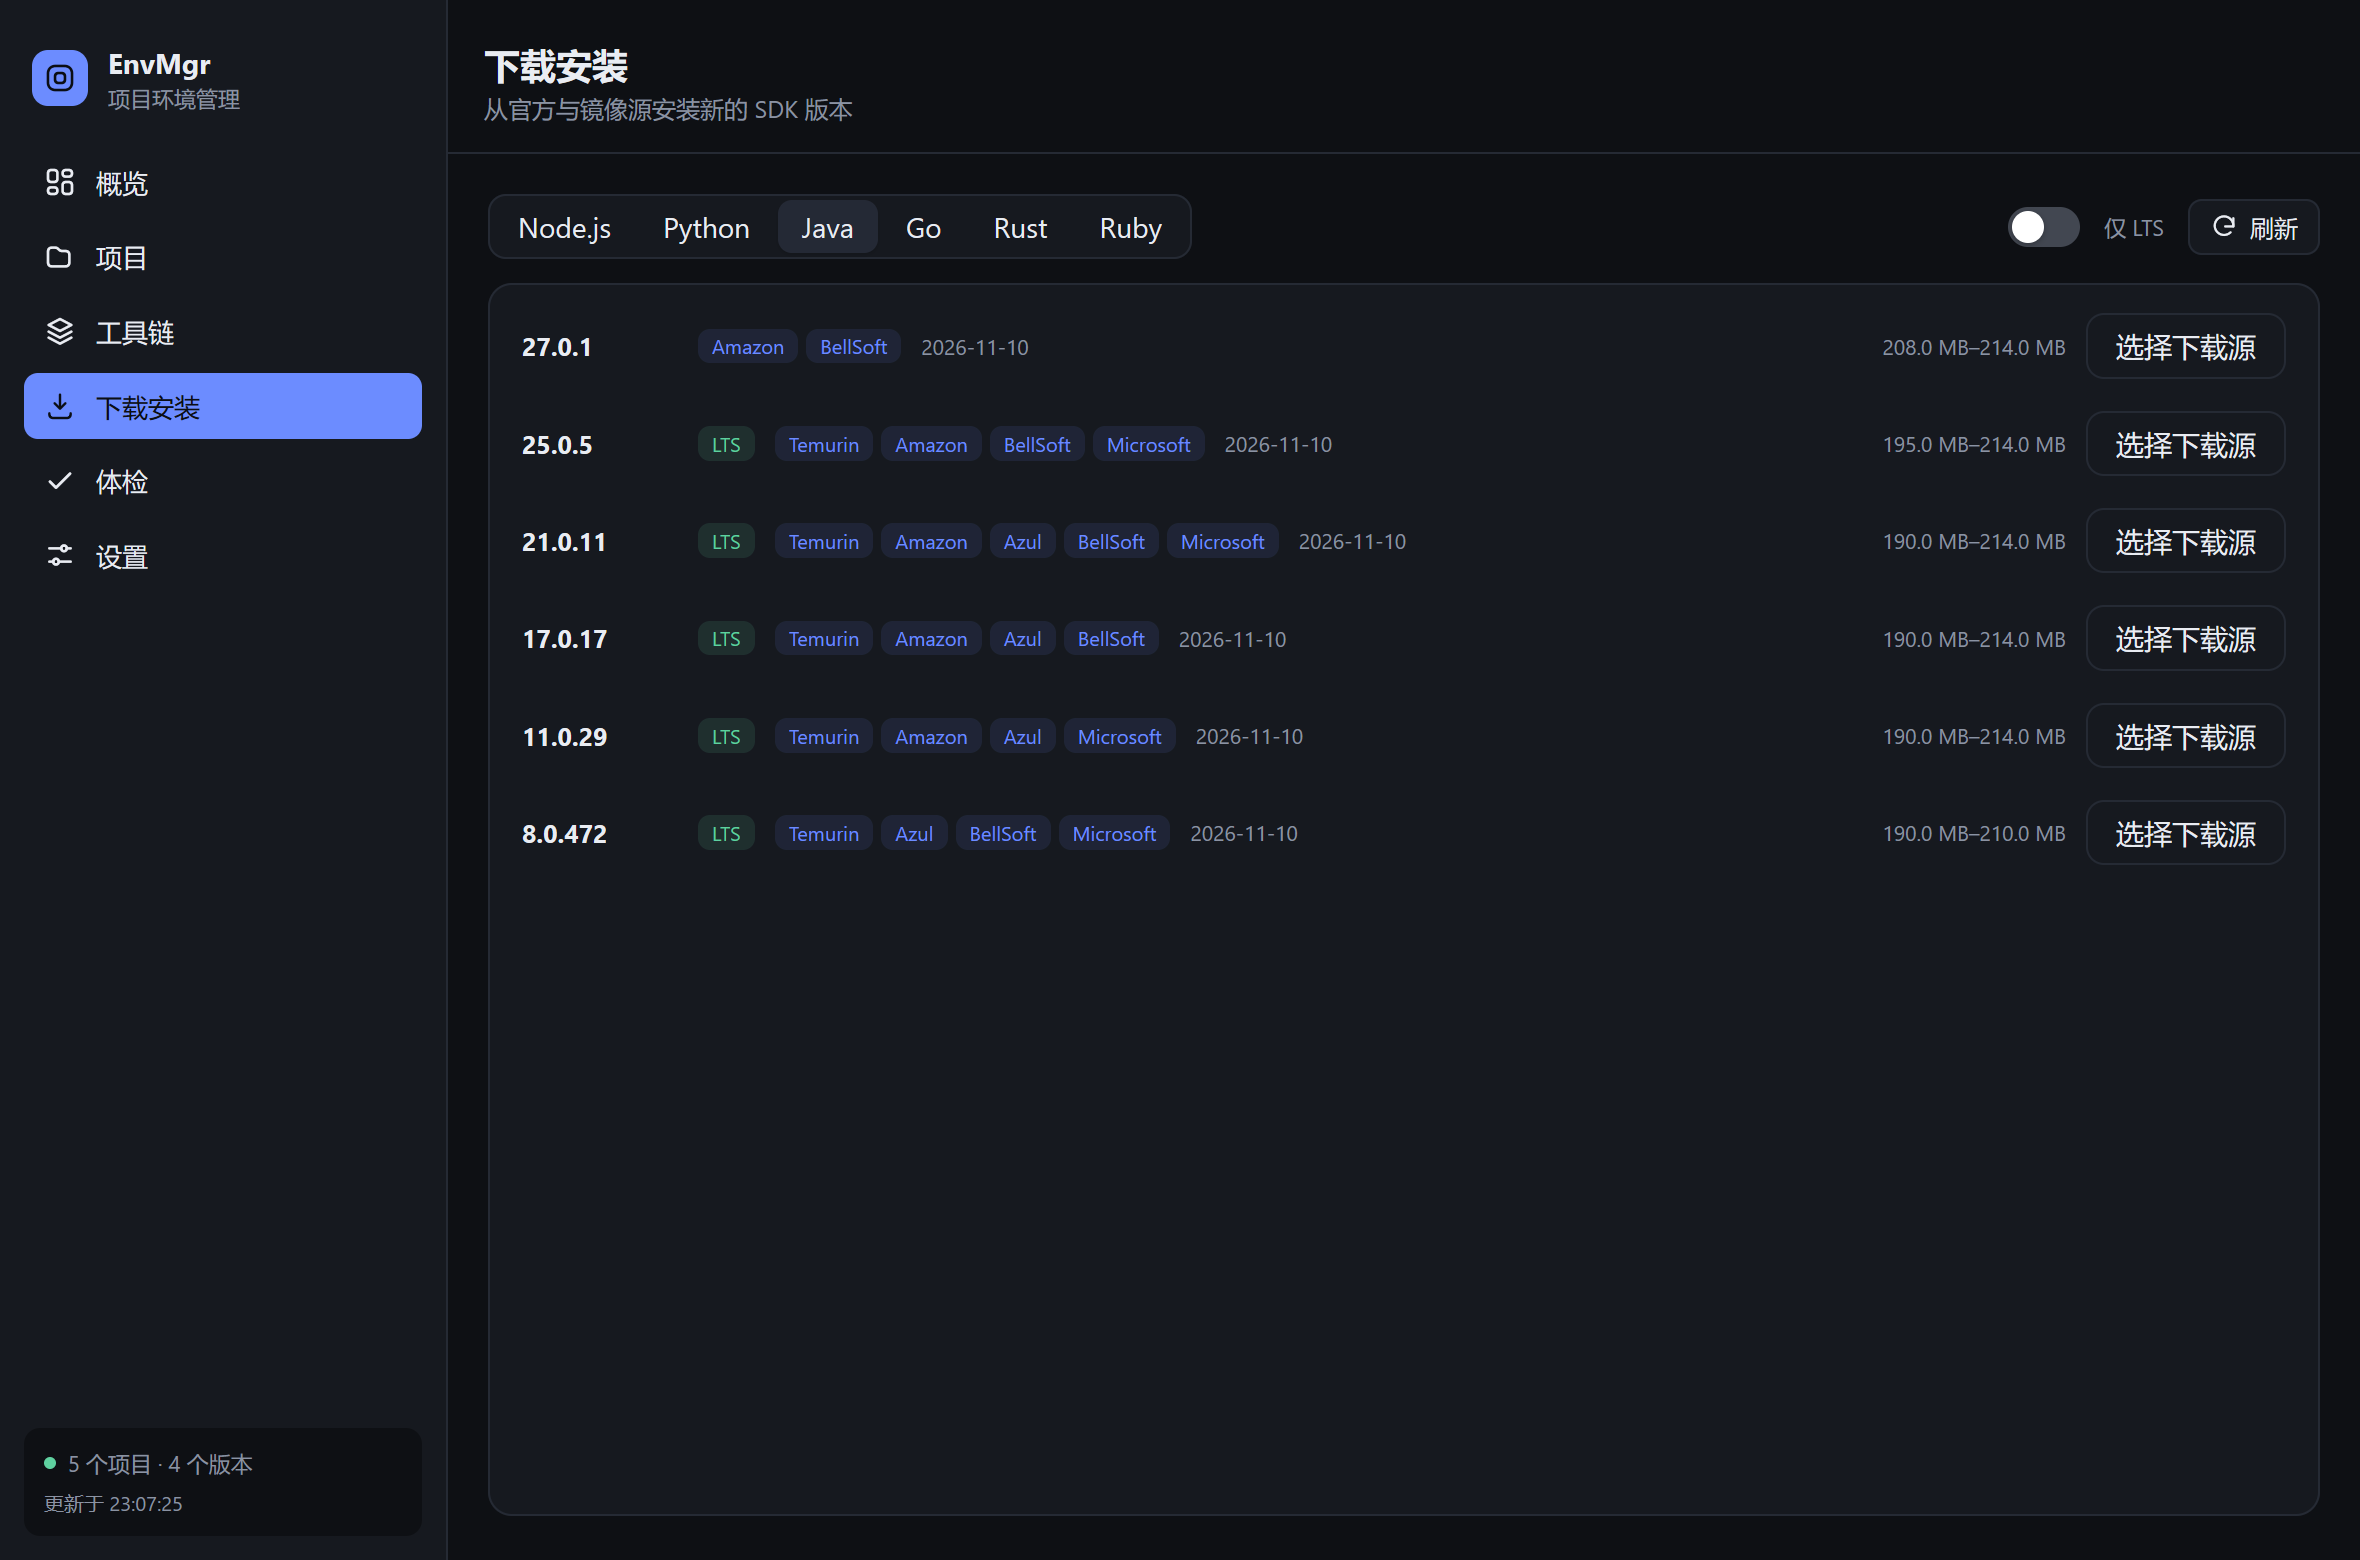 EnvMgr
项目环境管理
概览
项目
工具链
下载安装
体检
设置
5 个项目 · 4 个版本
更新于 23:07:25
下载安装
从官方与镜像源安装新的 SDK 版本
Node.js Python Java Go Rust Ruby 仅 LTS 刷新
27.0.1 Amazon BellSoft 2026-11-10 208.0 MB–214.0 MB 选择下载源
25.0.5 LTS Temurin Amazon BellSoft Microsoft 2026-11-10 195.0 MB–214.0 MB 选择下载源
21.0.11 LTS Temurin Amazon Azul BellSoft Microsoft 2026-11-10 190.0 MB–214.0 MB 选择下载源
17.0.17 LTS Temurin Amazon Azul BellSoft 2026-11-10 190.0 MB–214.0 MB 选择下载源
11.0.29 LTS Temurin Amazon Azul Microsoft 2026-11-10 190.0 MB–214.0 MB 选择下载源
8.0.472 LTS Temurin Azul BellSoft Microsoft 2026-11-10 190.0 MB–210.0 MB 选择下载源